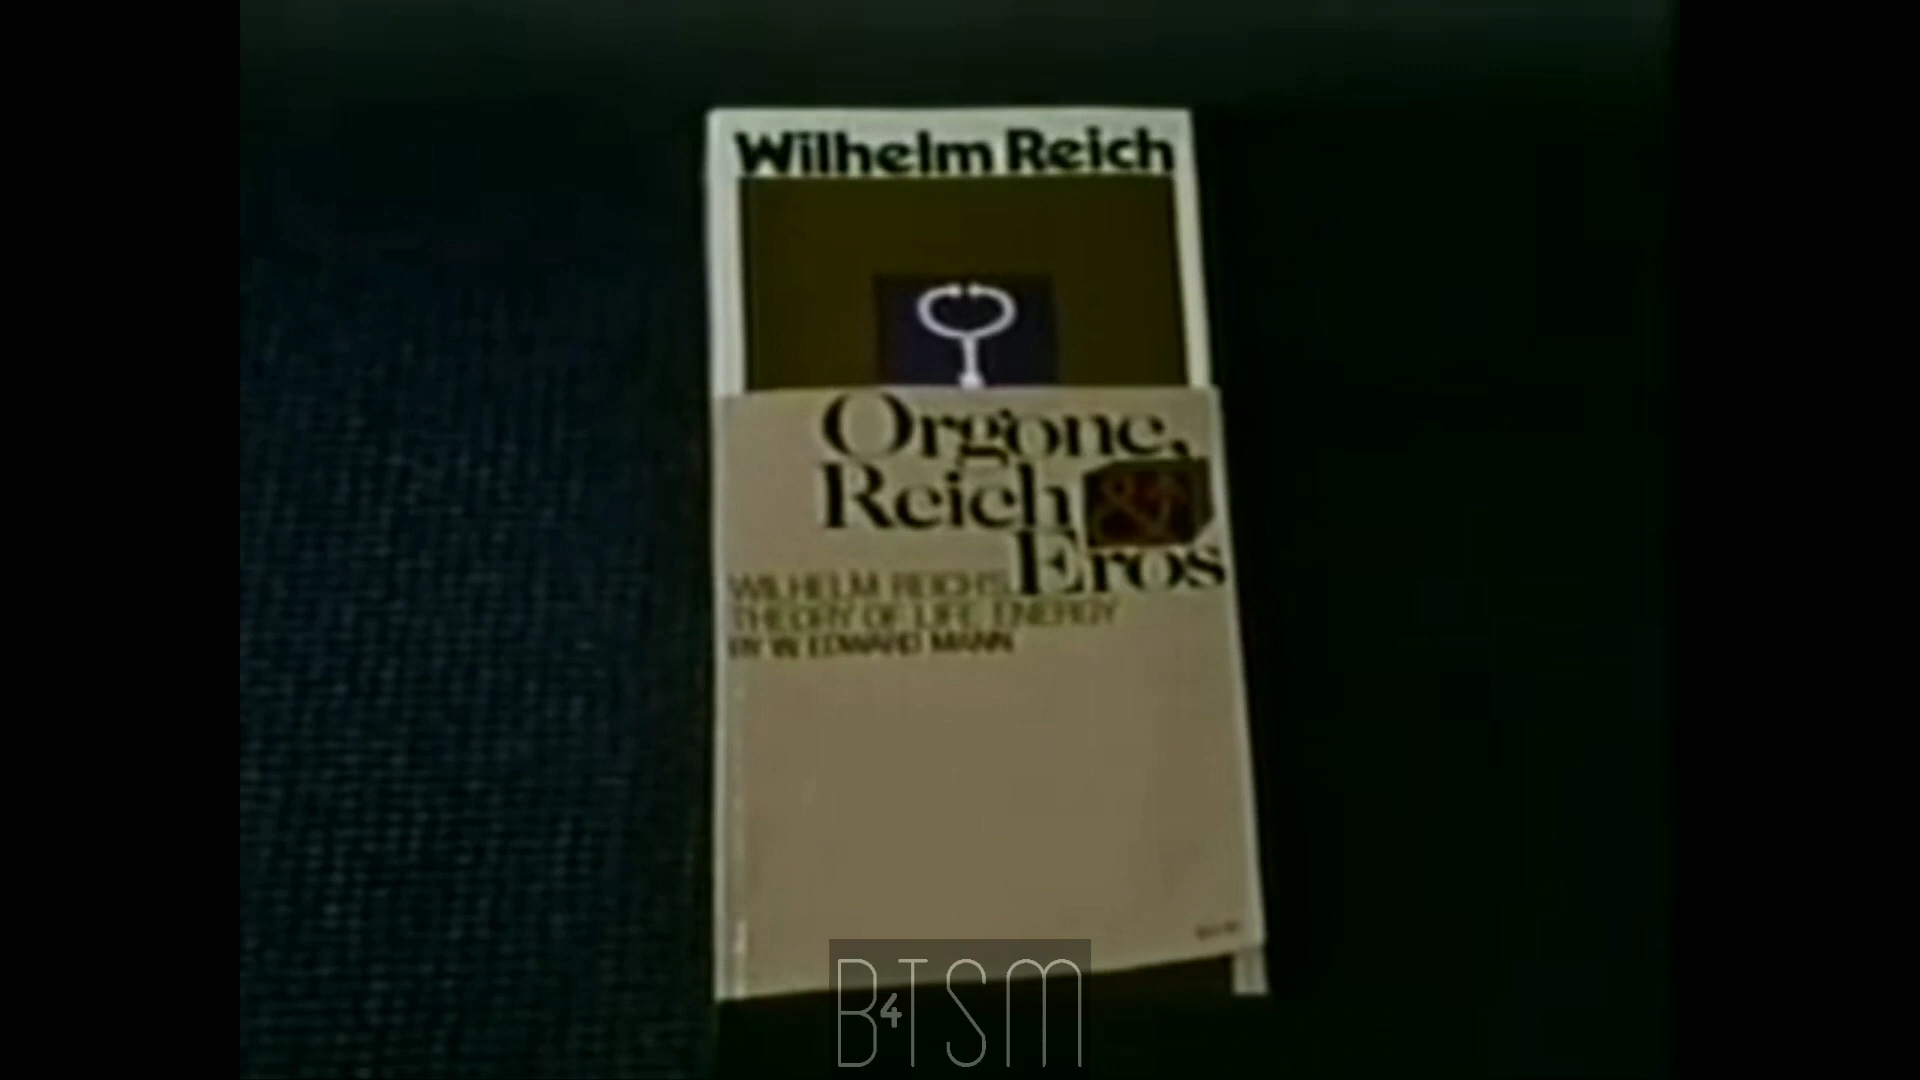 Wilhelm Reich
Orgone,
Reich &
Eros
WILHELM REICH'S
THEORY OF LIFE ENERGY
BY W. EDWARD MANN
B4TSM